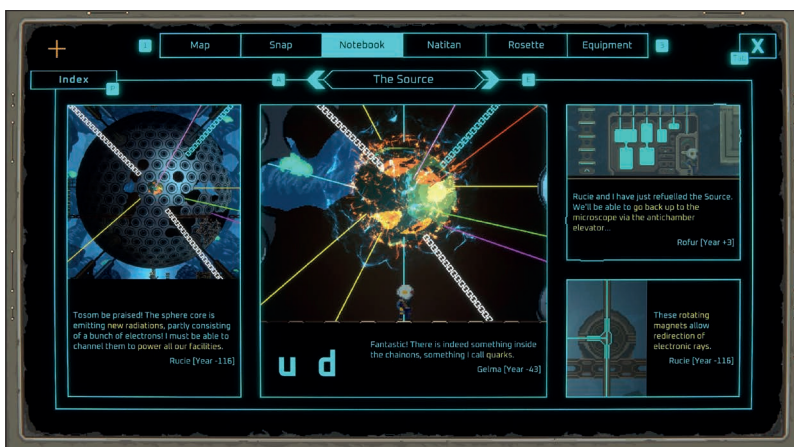 1 Map Snap Notebook Natitan Rosette Equipment 3 X
Tab
Index P A The Source E
Tosom be praised! The sphere core is
emitting new radiations, partly consisting
of a bunch of electrons! I must be able to
channel them to power all our facilities.
Rucie [Year -116]
u d
Fantastic! There is indeed something inside
the chainons, something I call quarks.
Gelma [Year -43]
Rucie and I have just refuelled the Source.
We'll be able to go back up to the
microscope via the antichamber
elevator...
Rofur [Year +3]
These rotating
magnets allow
redirection of
electronic rays.
Rucie [Year -116]